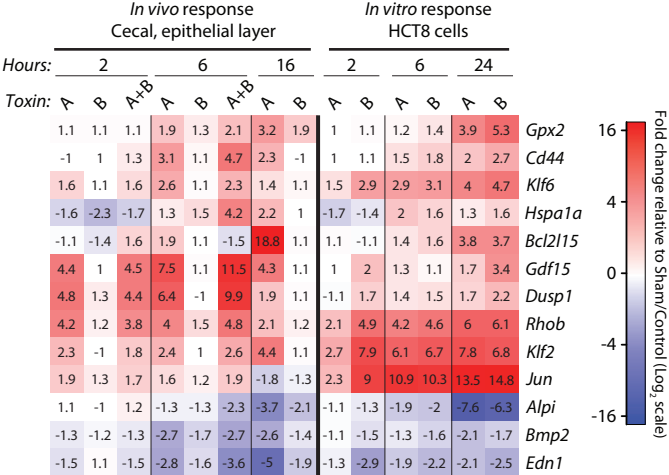 In vivo response In vitro response
Cecal, epithelial layer HCT8 cells
Hours: 2 6 16 2 6 24
Toxin: A B A+B A B A+B A B A B A B A B
1.1 1.1 1.1 1.9 1.3 2.1 3.2 1.9 1 1.1 1.2 1.4 3.9 5.3 Gpx2
-1 1 1.3 3.1 1.1 4.7 2.3 -1 1 1.1 1.5 1.8 2 2.7 Cd44
1.6 1.1 1.6 2.6 1.1 2.3 1.4 1.1 1.5 2.9 2.9 3.1 4 4.7 Klf6
-1.6 -2.3 -1.7 1.3 1.5 4.2 2.2 1 -1.7 -1.4 2 1.6 1.3 1.6 Hspa1a
-1.1 -1.4 1.6 1.9 1.1 -1.5 18.8 1.1 1.1 -1.1 1.4 1.6 3.8 3.7 Bcl2l15
4.4 1 4.5 7.5 1.1 11.5 4.3 1.1 1 2 1.3 1.1 1.7 3.4 Gdf15
4.8 1.3 4.4 6.4 -1 9.9 1.9 1.1 -1.1 1.7 1.4 1.5 1.7 2.2 Dusp1
4.2 1.2 3.8 4 1.5 4.8 2.1 1.2 2.1 4.9 4.2 4.6 6 6.1 Rhob
2.3 -1 1.8 2.4 1 2.6 4.4 1.1 2.7 7.9 6.1 6.7 7.8 6.8 Klf2
1.9 1.3 1.7 1.6 1.2 1.9 -1.8 -1.3 2.3 9 10.9 10.3 13.5 14.8 Jun
1.1 -1 1.2 -1.3 -1.3 -2.3 -3.7 -2.1 -1.1 -1.3 -1.9 -2 -7.6 -6.3 Alpi
-1.3 -1.2 -1.3 -2.7 -1.7 -2.7 -2.6 -1.4 -1.1 -1.5 -1.3 -1.6 -2.1 -1.7 Bmp2
-1.5 1.1 -1.5 -2.8 -1.6 -3.6 -5 -1.9 -1.3 -2.9 -1.9 -2.2 -2.1 -2.5 Edn1
16
4
0
-4
-16
Fold change relative to Sham/Control (Log2 scale)